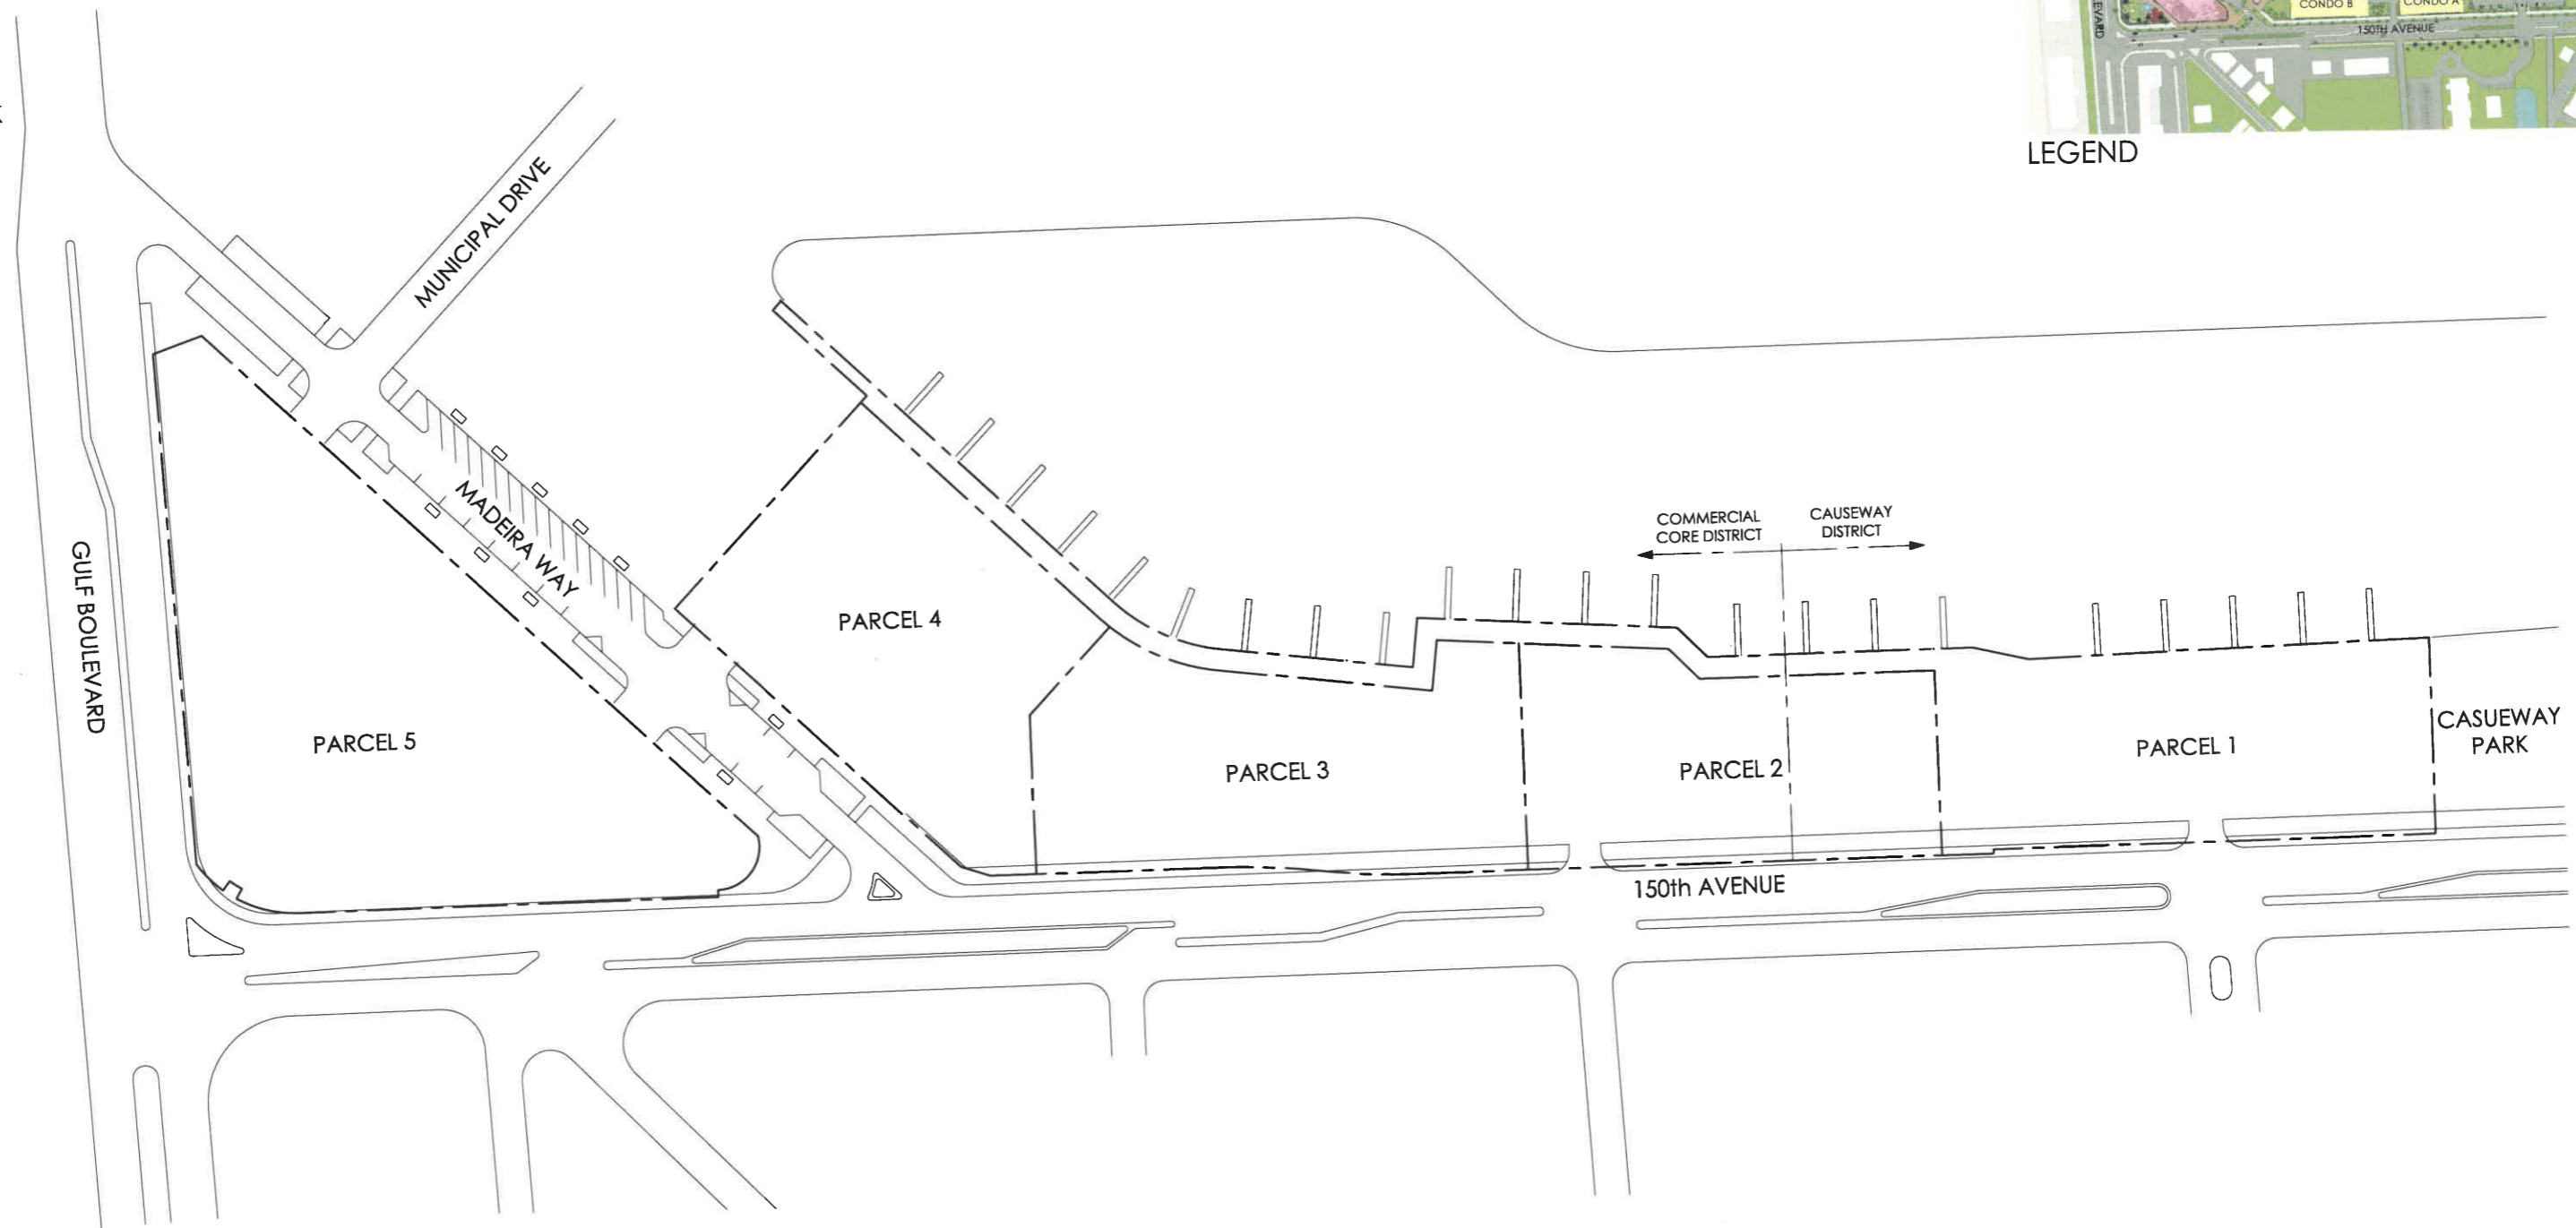 CONDO B
CONDO A
150TH AVENUE
LEGEND
MUNICIPAL DRIVE
MADEIRA WAY
GULF BOULEVARD
COMMERCIAL
CORE DISTRICT
CAUSEWAY
DISTRICT
PARCEL 4
PARCEL 5
PARCEL 3
PARCEL 2
PARCEL 1
CASUEWAY
PARK
150th AVENUE